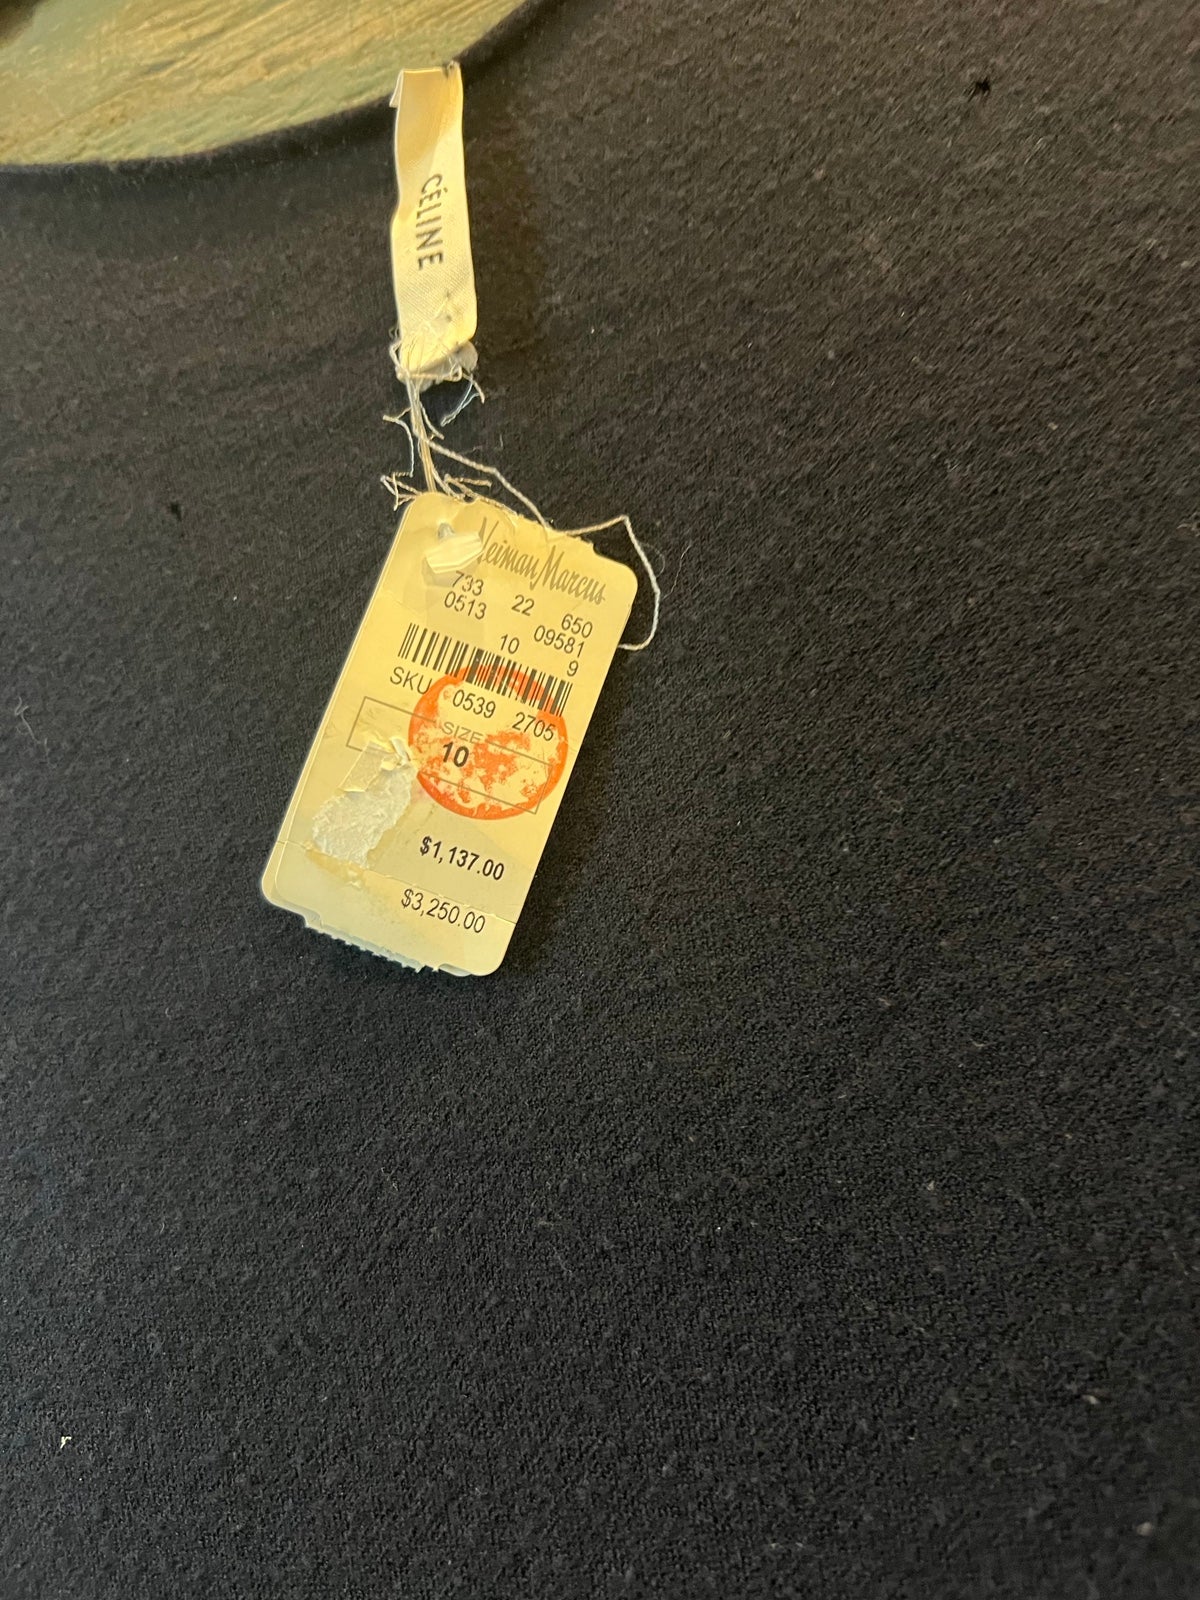 CÉLINE
Neiman Marcus
733 22 650
0513 10 09581
9
SKU 0539 2705
SIZE
10
$1,137.00
$3,250.00